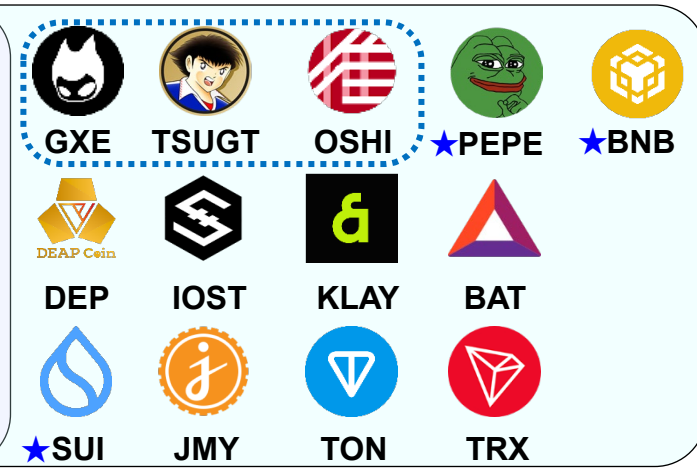 GXE TSUGT OSHI ★PEPE ★BNB
DEAP Coin
DEP IOST KLAY BAT
★SUI JMY TON TRX